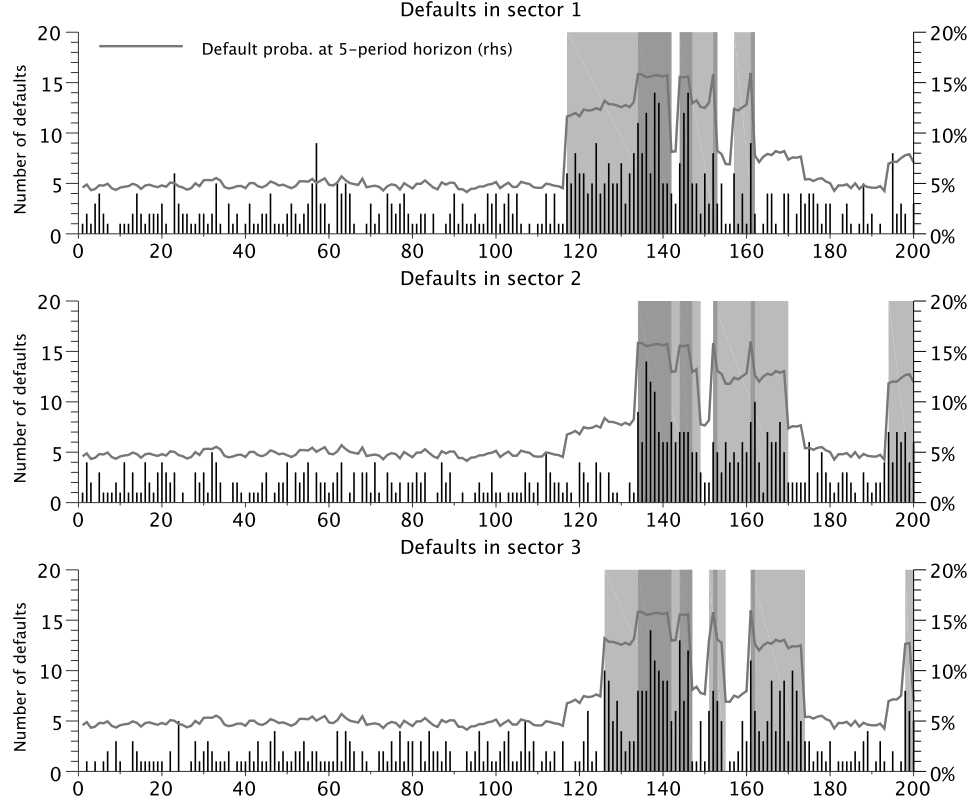 Defaults in sector 1
Number of defaults
20 15 10 5 0
Default proba. at 5-period horizon (rhs)
20% 15% 10% 5% 0%
0 20 40 60 80 100 120 140 160 180 200
Defaults in sector 2
Number of defaults
20 15 10 5 0
20% 15% 10% 5% 0%
0 20 40 60 80 100 120 140 160 180 200
Defaults in sector 3
Number of defaults
20 15 10 5 0
20% 15% 10% 5% 0%
0 20 40 60 80 100 120 140 160 180 200